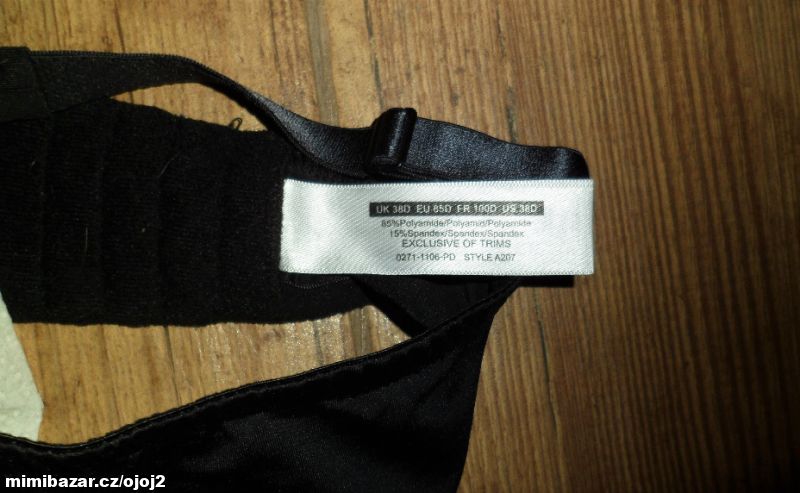 UK 38D EU 85D FR 100D US 38D
85%Polyamide/Polyamid/Polyamide
15%Spandex/Spandex/Spandex
EXCLUSIVE OF TRIMS
0271-1106-PD STYLE A207
mimibazar.cz/ojoj2